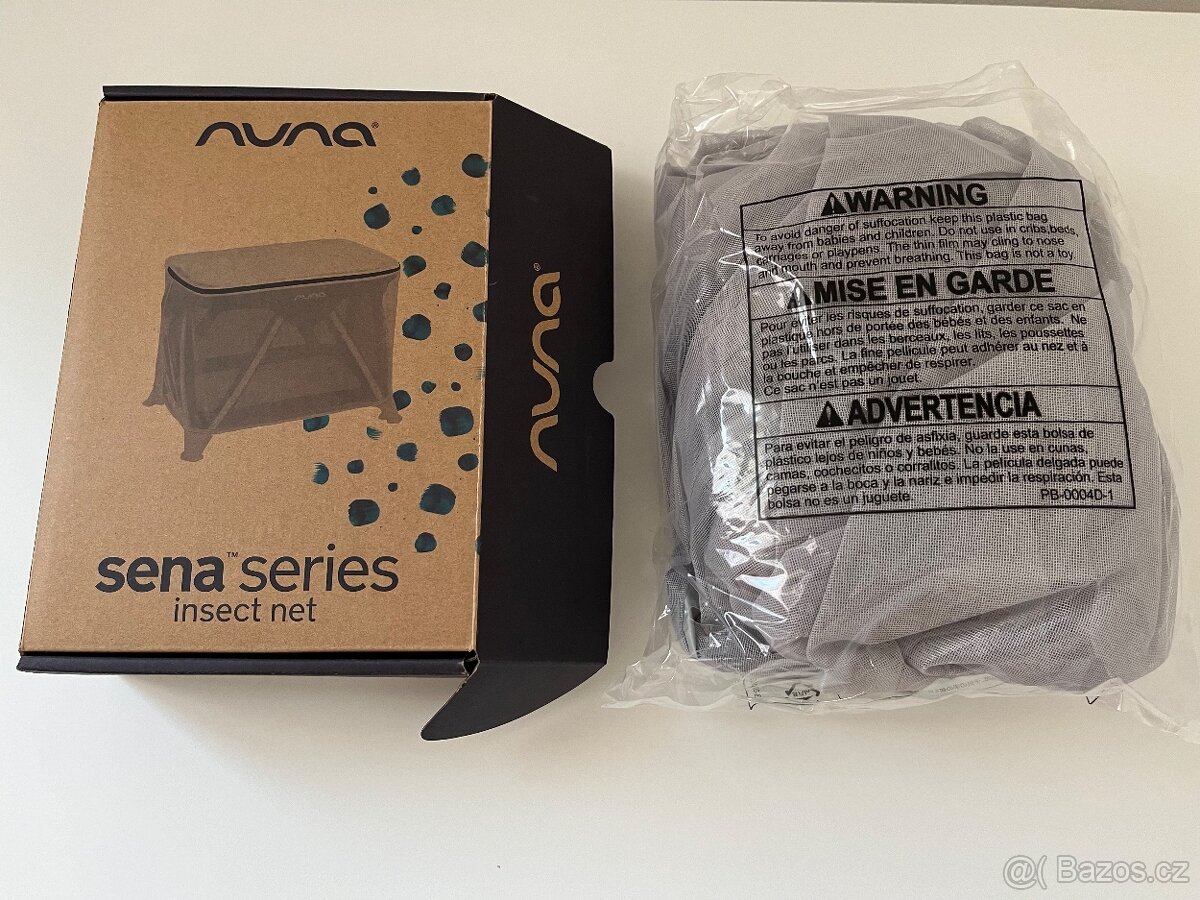 nuna®
nuna
sena™ series
insect net
nuna®
WARNING
To avoid danger of suffocation keep this plastic bag
away from babies and children. Do not use in cribs,beds,
carriages or playpens. The thin film may cling to nose
and mouth and prevent breathing. This bag is not a toy
MISE EN GARDE
Pour éviter les risques de suffocation, garder ce sac en
plastique hors de portée des bébés et des enfants. Ne
pas l'utiliser dans les berceaux, les lits, les poussettes
ou les parcs. La fine pellicule peut adhérer au nez et à
la bouche et empêcher de respirer.
Ce sac n'est pas un jouet.
ADVERTENCIA
Para evitar el peligro de asfixia, guarde esta bolsa de
plástico lejos de niños y bebés. No la use en cunas,
camas, cochecitos o corralitos. La película delgada puede
pegarse a la boca y la nariz e impedir la respiración. Esta
bolsa no es un juguete.
PB-0004D-1
@( Bazos.cz